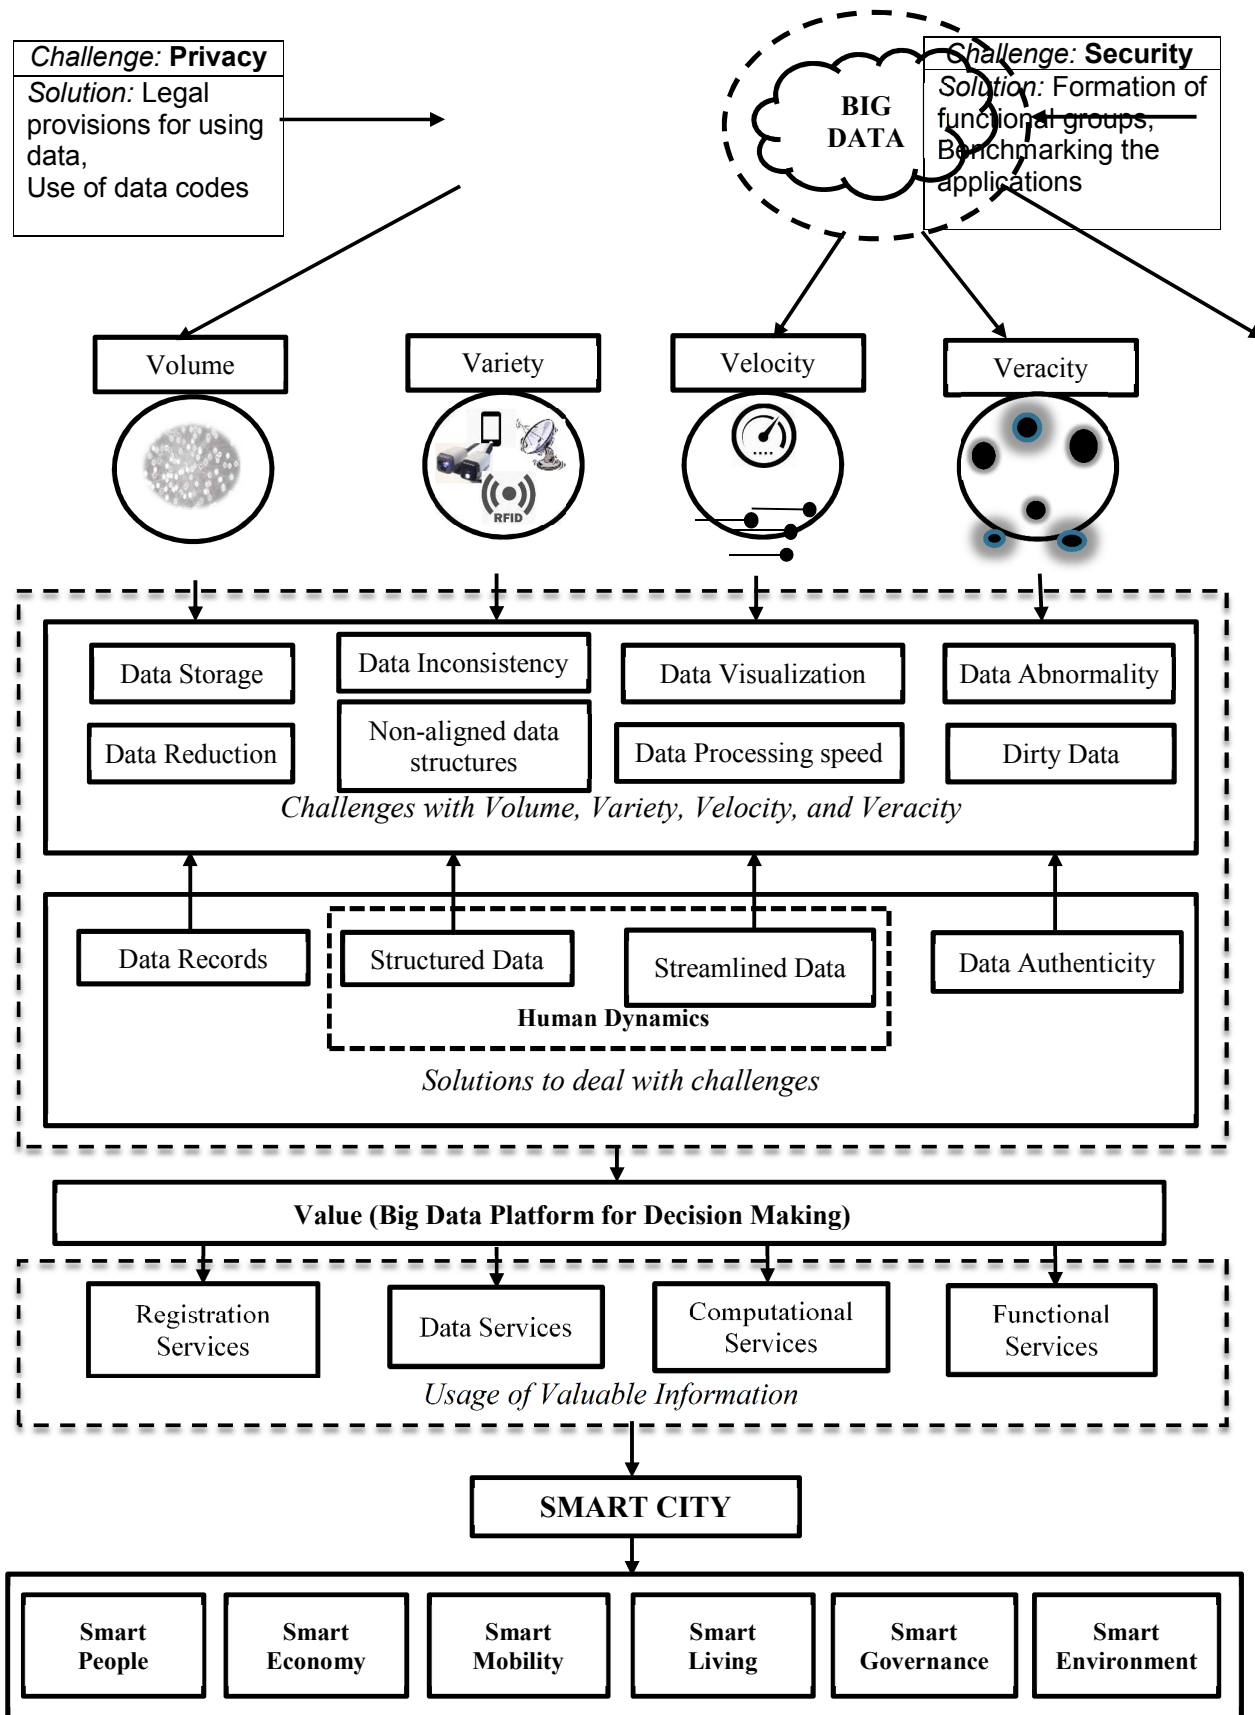 Challenge: Privacy
Solution: Legal
provisions for using
data,
Use of data codes
BIG
DATA
Challenge: Security
Solution: Formation of
functional groups,
Benchmarking the
applications
Volume
Variety
Velocity
Veracity
RFID
Data Storage
Data Inconsistency
Data Visualization
Data Abnormality
Data Reduction
Non-aligned data
structures
Data Processing speed
Dirty Data
Challenges with Volume, Variety, Velocity, and Veracity
Data Records
Structured Data
Streamlined Data
Data Authenticity
Human Dynamics
Solutions to deal with challenges
Value (Big Data Platform for Decision Making)
Registration
Services
Data Services
Computational
Services
Functional
Services
Usage of Valuable Information
SMART CITY
Smart
People
Smart
Economy
Smart
Mobility
Smart
Living
Smart
Governance
Smart
Environment